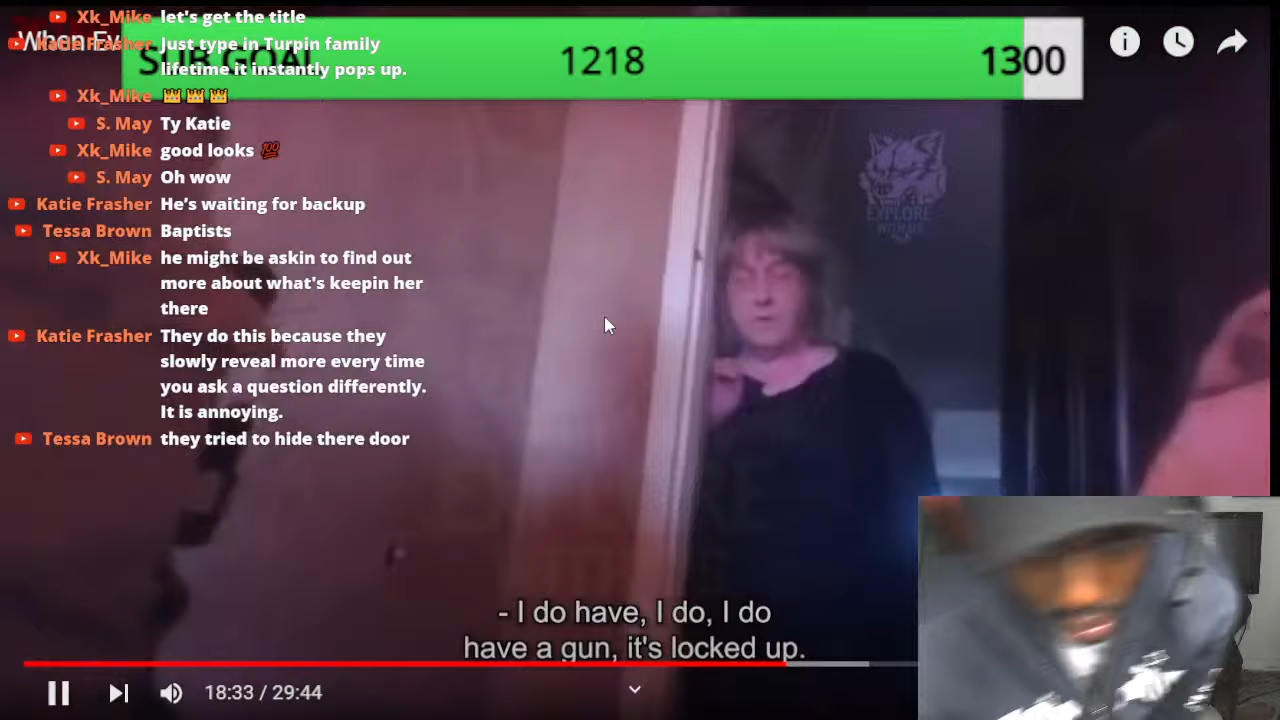 Xk_Mike let's get the title
When Ev
Katie Frasher Just type in Turpin family
lifetime it instantly pops up.
SUB GOAL 1218 1300
Xk_Mike 👑 👑 👑
S. May Ty Katie
Xk_Mike good looks 💯
S. May Oh wow
Katie Frasher He's waiting for backup
Tessa Brown Baptists
Xk_Mike he might be askin to find out
more about what's keepin her
there
Katie Frasher They do this because they
slowly reveal more every time
you ask a question differently.
It is annoying.
Tessa Brown they tried to hide there door
EXPLORE
WITH US
- I do have, I do, I do
have a gun, it's locked up.
18:33 / 29:44